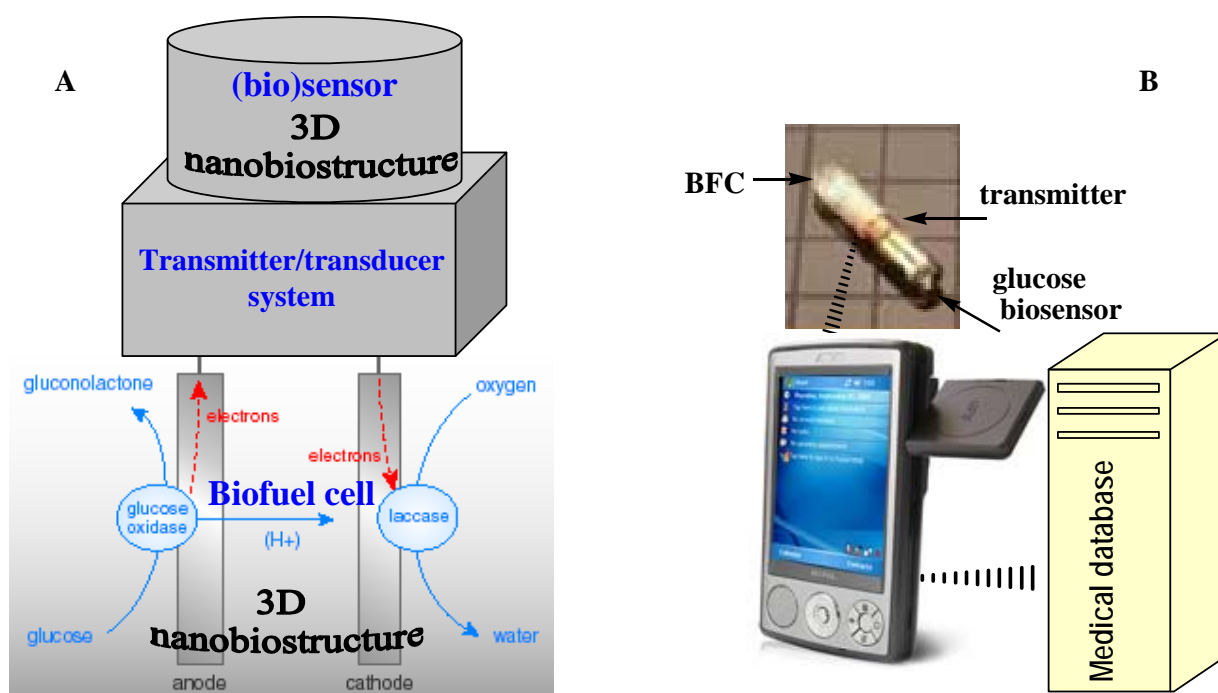 A
(bio)sensor
3D
nanobiostructure
Transmitter/transducer
system
gluconolactone
oxygen
electrons
electrons
Biofuel cell
glucose
oxidase
laccase
(H+)
3D
nanobiostructure
glucose
water
anode
cathode
B
BFC
transmitter
glucose
biosensor
Medical database